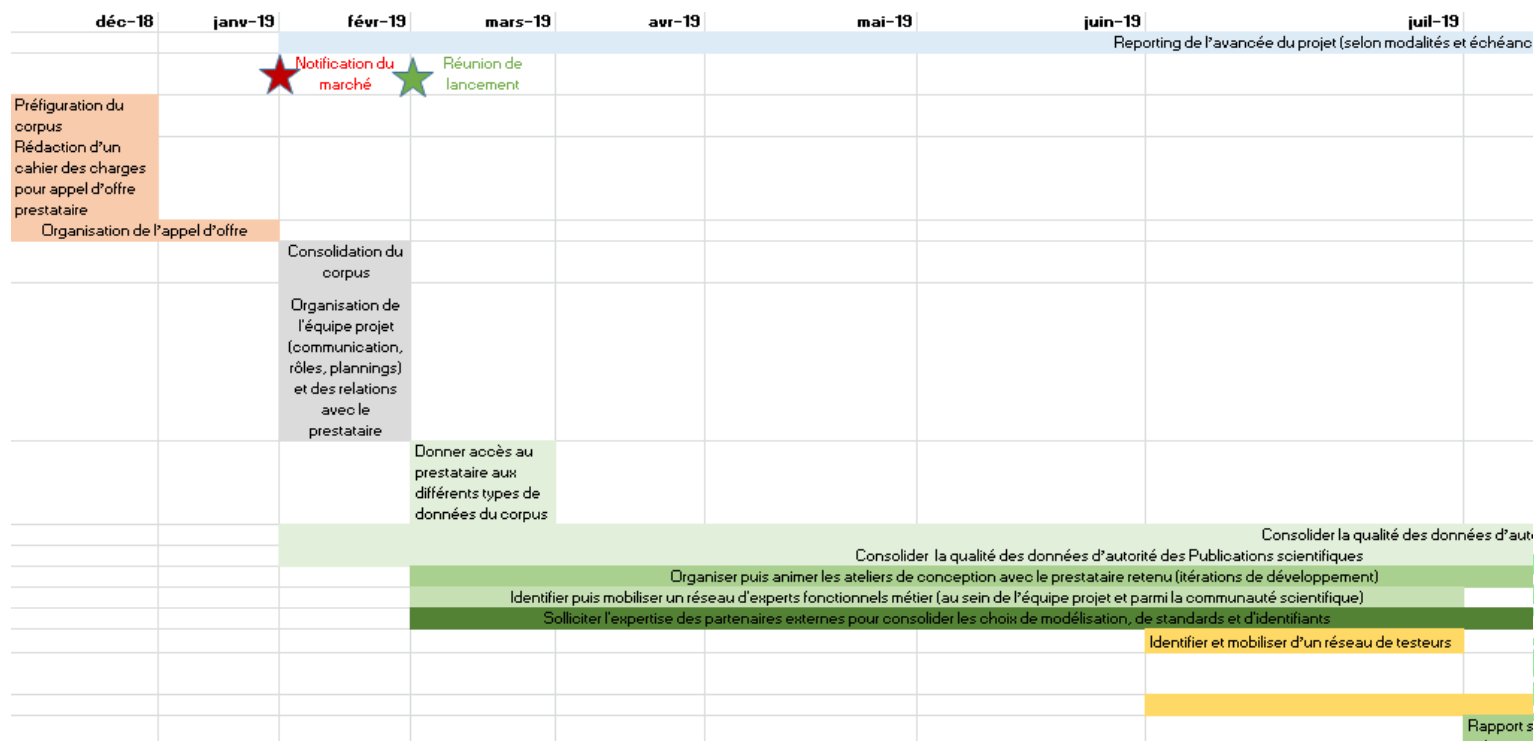 déc-18 janv-19 févr-19 mars-19 avr-19 mai-19 juin-19 juil-19
Reporting de l'avancée du projet (selon modalités et échéanc
Notification du
marché
Réunion de
lancement
Préfiguration du
corpus
Rédaction d'un
cahier des charges
pour appel d'offre
prestataire
Organisation de l'appel d'offre
Consolidation du
corpus
Organisation de
l'équipe projet
(communication,
rôles, plannings)
et des relations
avec le
prestataire
Donner accès au
prestataire aux
différents types de
données du corpus
Consolider la qualité des données d'auto
Consolider la qualité des données d'autorité des Publications scientifiques
Organiser puis animer les ateliers de conception avec le prestataire retenu (itérations de développement)
Identifier puis mobiliser un réseau d'experts fonctionnels métier (au sein de l'équipe projet et parmi la communauté scientifique)
Solliciter l'expertise des partenaires externes pour consolider les choix de modélisation, de standards et d'identifiants
Identifier et mobiliser d'un réseau de testeurs
Rapport s